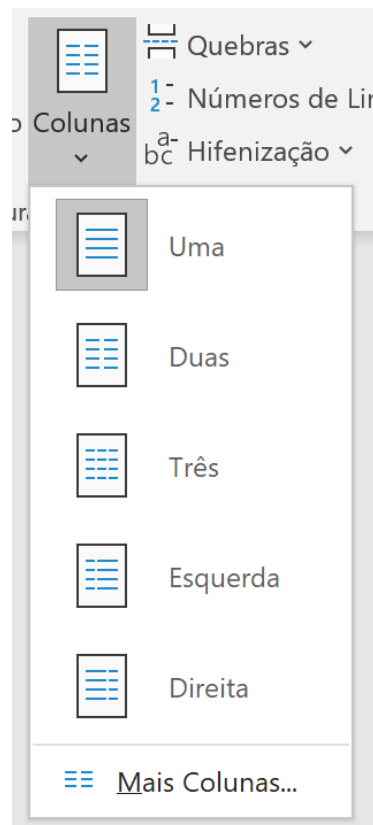 Quebras
Números de Lin
Colunas
Hifenização
Uma
Duas
Três
Esquerda
Direita
Mais Colunas...